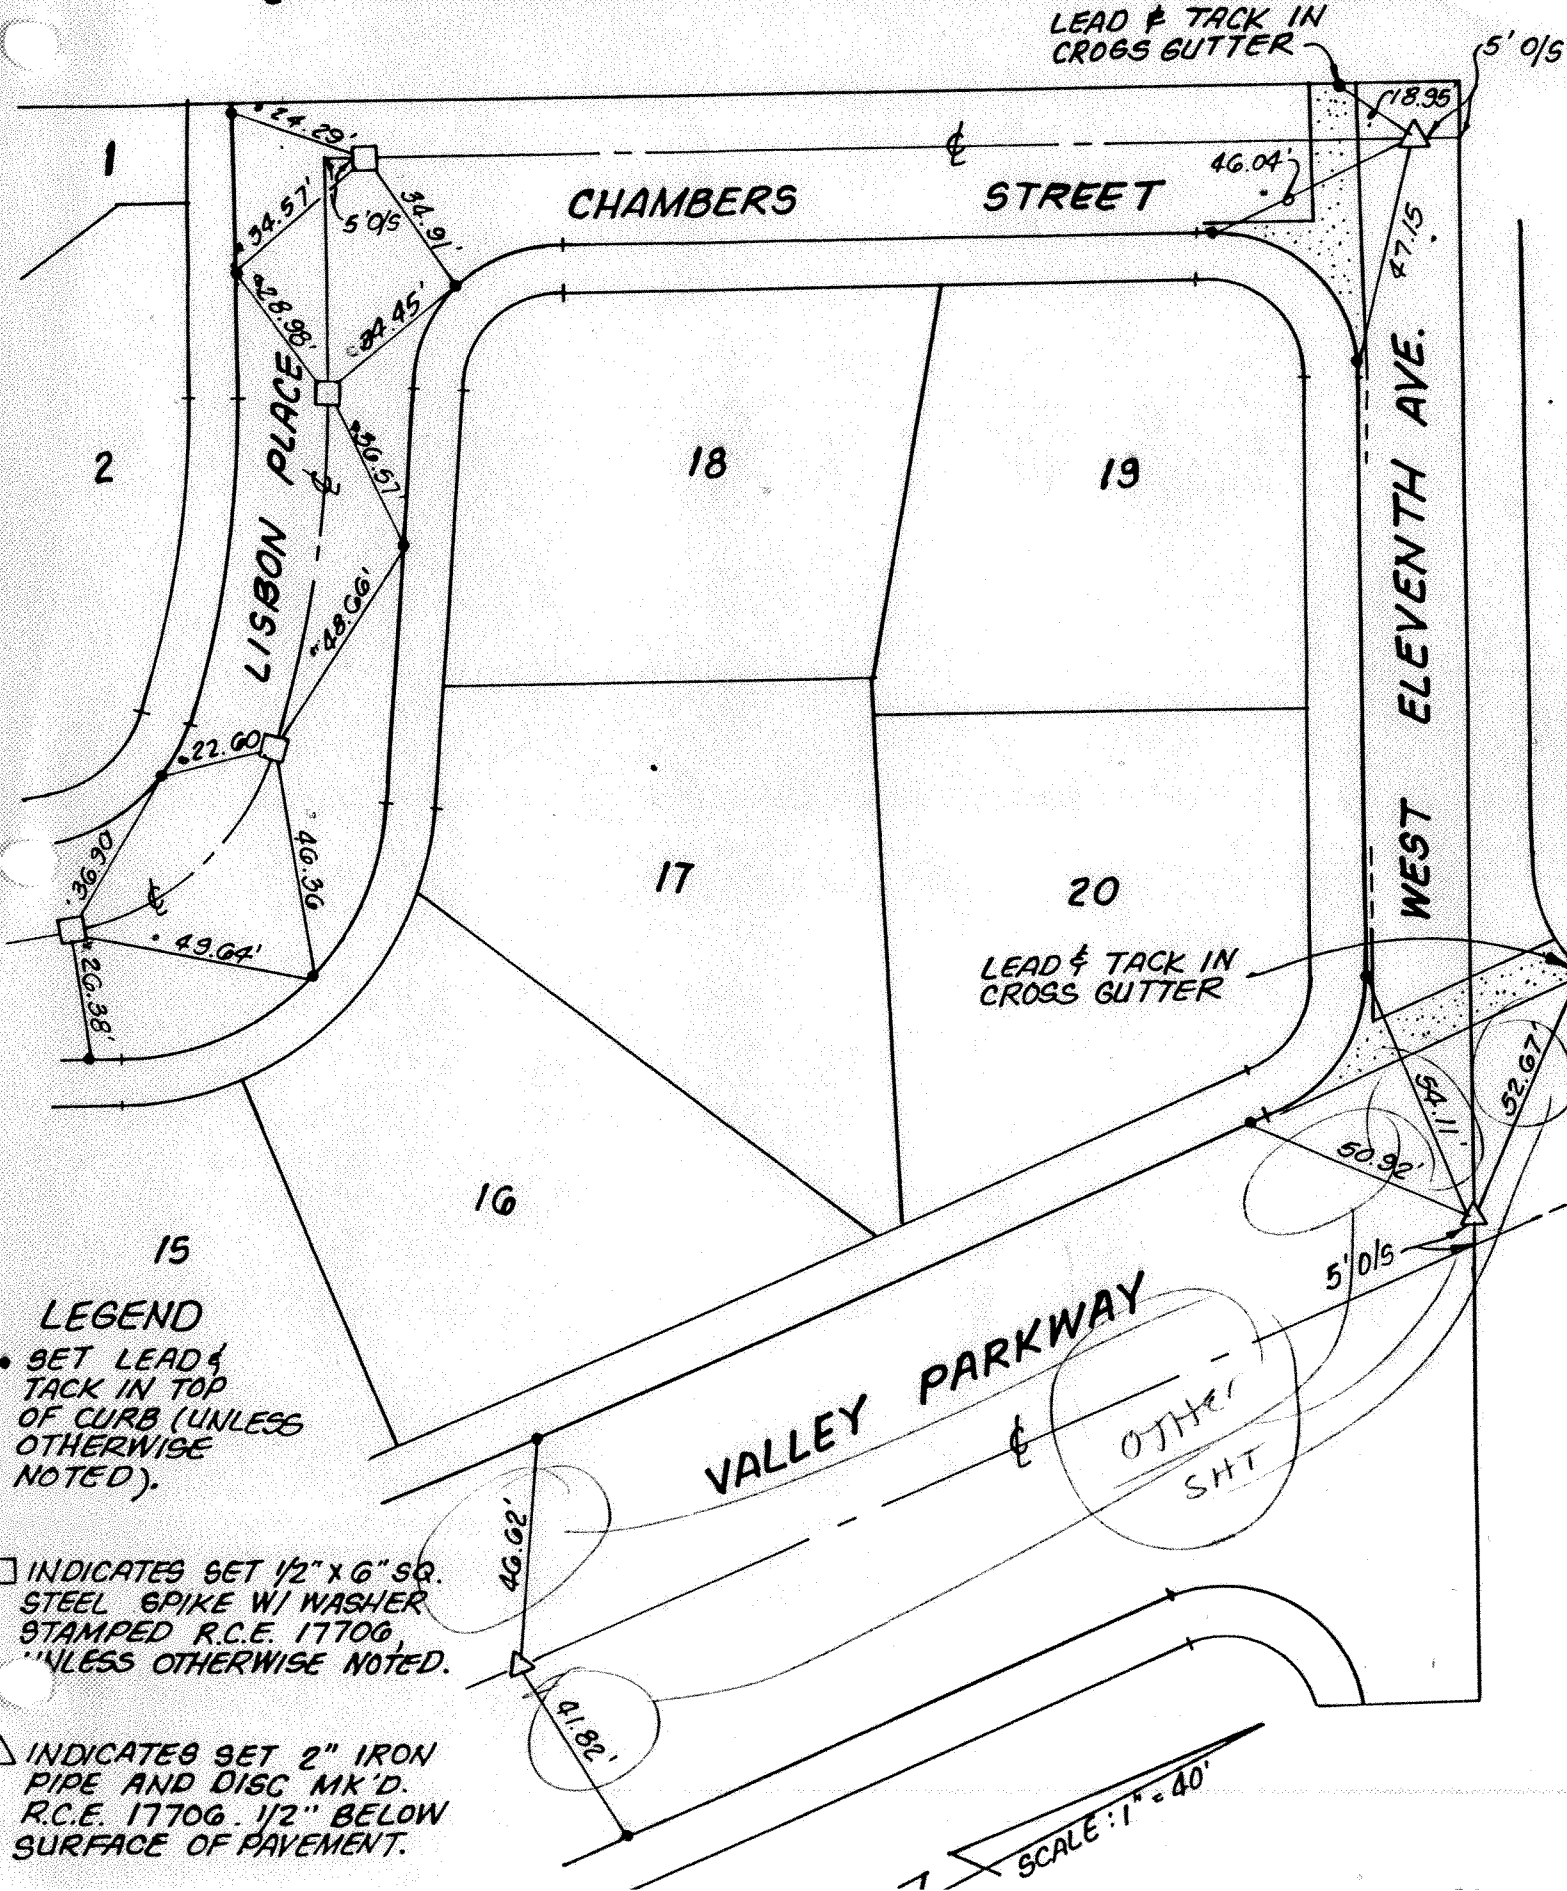 LEAD & TACK IN
CROSS GUTTER
5' O/S
18.95'
24.29'
1
46.04'
CHAMBERS STREET
34.57'
5' O/S
34.91'
47.15
28.98'
34.45'
LISBON PLACE
36.57'
2
18
19
WEST ELEVENTH AVE.
48.66'
22.60
36.90
46.36
17
20
49.64'
LEAD & TACK IN
CROSS GUTTER
26.38'
54.11'
52.67'
50.92'
16
15
5' O/S
LEGEND
SET LEAD &
TACK IN TOP
OF CURB (UNLESS
OTHERWISE
NOTED).
VALLEY PARKWAY
OTHER
SHT
46.62'
INDICATES SET 1/2" X 6" SQ.
STEEL SPIKE W/ WASHER
STAMPED R.C.E. 17706,
UNLESS OTHERWISE NOTED.
41.82'
INDICATES SET 2" IRON
PIPE AND DISC MK'D.
R.C.E. 17706. 1/2" BELOW
SURFACE OF PAVEMENT.
SCALE: 1" = 40'